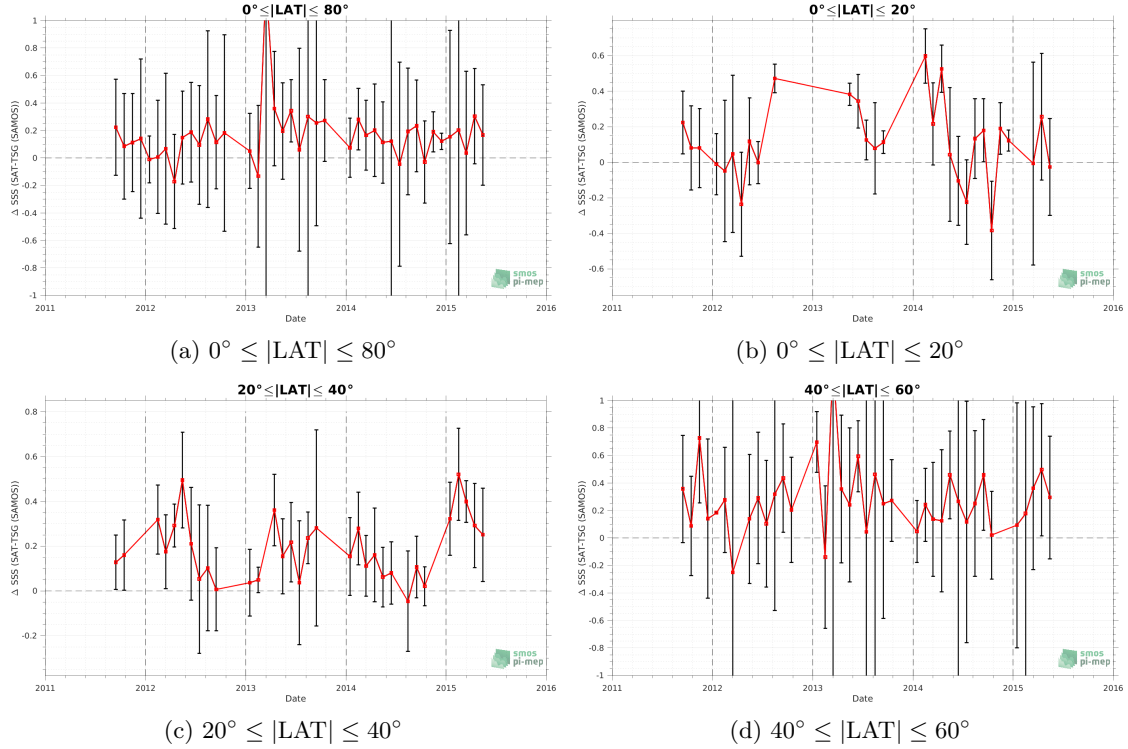 0°≤|LAT|≤ 80°
Δ SSS (SAT-TSG (SAMOS))
1
0.8
0.6
0.4
0.2
0
-0.2
-0.4
-0.6
-0.8
-1
2011
2012
2013
2014
2015
2016
Date
smos
pi-mep
(a) 0° ≤ |LAT| ≤ 80°
0°≤|LAT|≤ 20°
Δ SSS (SAT-TSG (SAMOS))
0.6
0.4
0.2
0
-0.2
-0.4
-0.6
2011
2012
2013
2014
2015
2016
Date
smos
pi-mep
(b) 0° ≤ |LAT| ≤ 20°
20°≤|LAT|≤ 40°
Δ SSS (SAT-TSG (SAMOS))
0.8
0.6
0.4
0.2
0
-0.2
2011
2012
2013
2014
2015
2016
Date
smos
pi-mep
(c) 20° ≤ |LAT| ≤ 40°
40°≤|LAT|≤ 60°
Δ SSS (SAT-TSG (SAMOS))
1
0.8
0.6
0.4
0.2
0
-0.2
-0.4
-0.6
-0.8
-1
2011
2012
2013
2014
2015
2016
Date
smos
pi-mep
(d) 40° ≤ |LAT| ≤ 60°